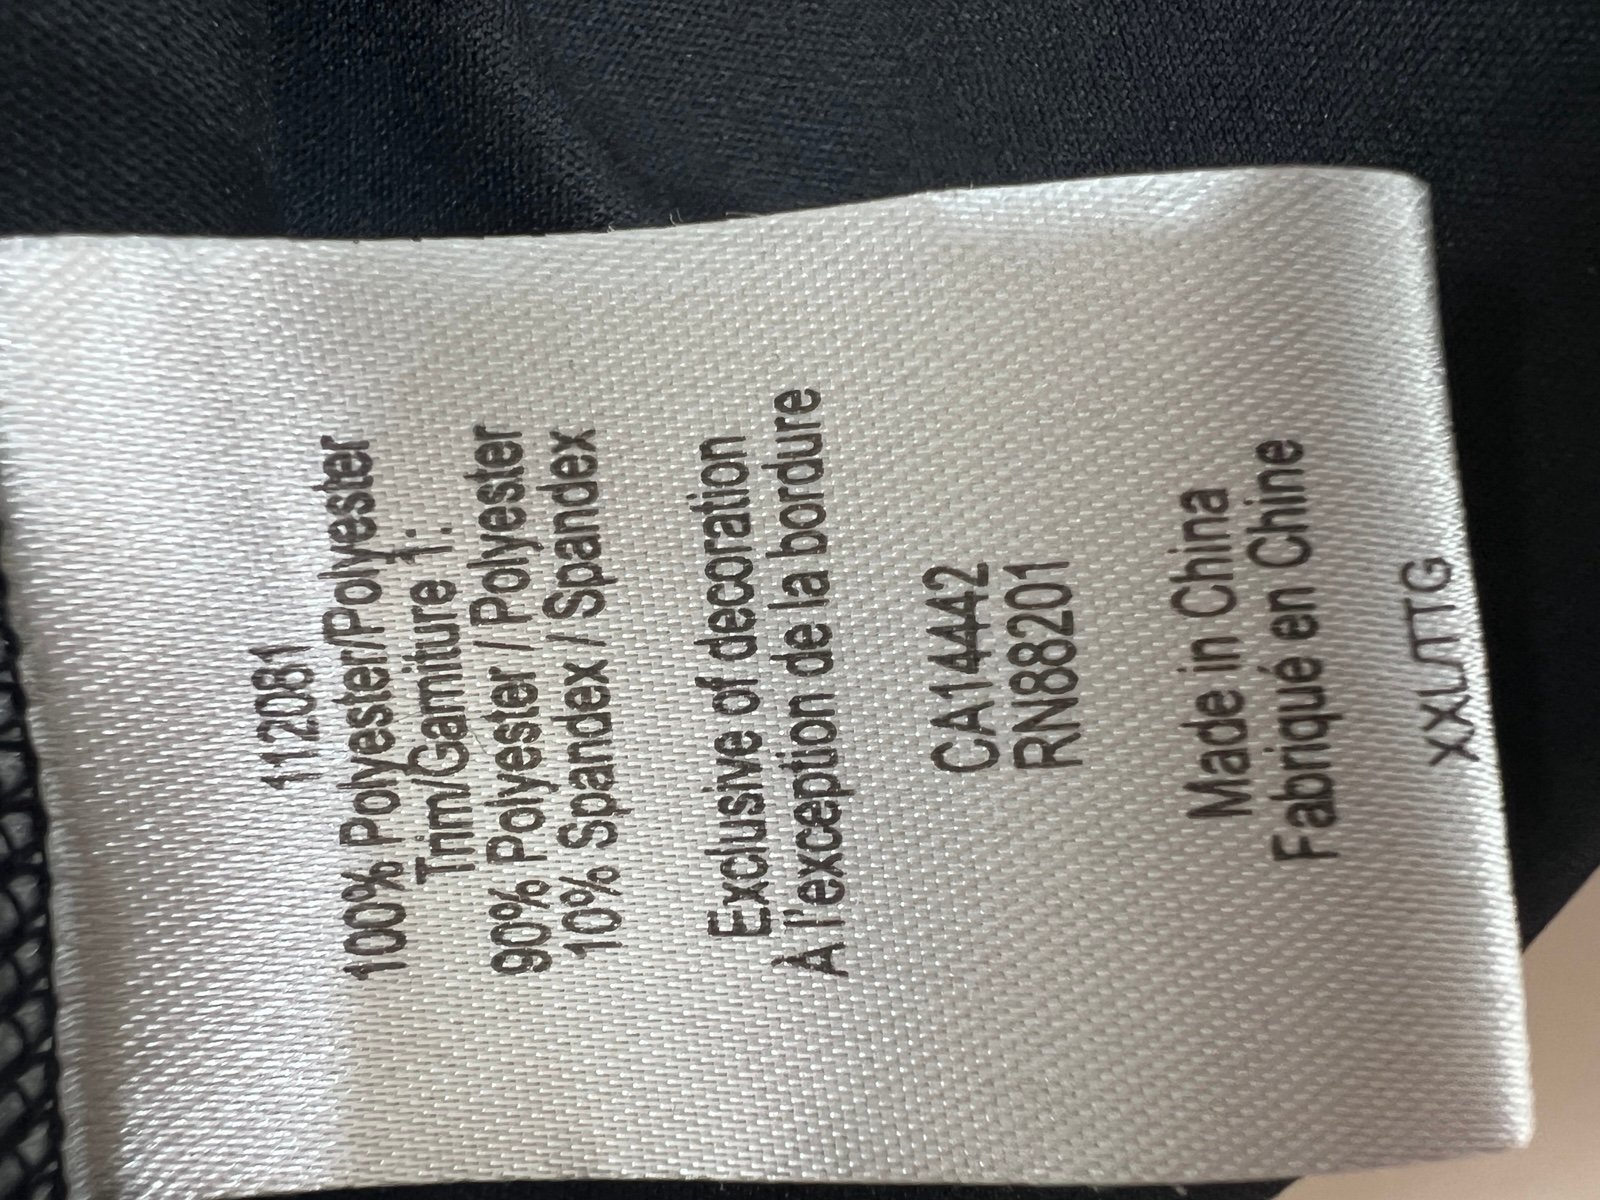 112081
100% Polyester/Polyester
Trim/Garniture 1:
90% Polyester / Polyester
10% Spandex / Spandex
Exclusive of decoration
À l'exception de la bordure
CA14442
RN88201
Made in China
Fabriqué en Chine
XXL/TTG